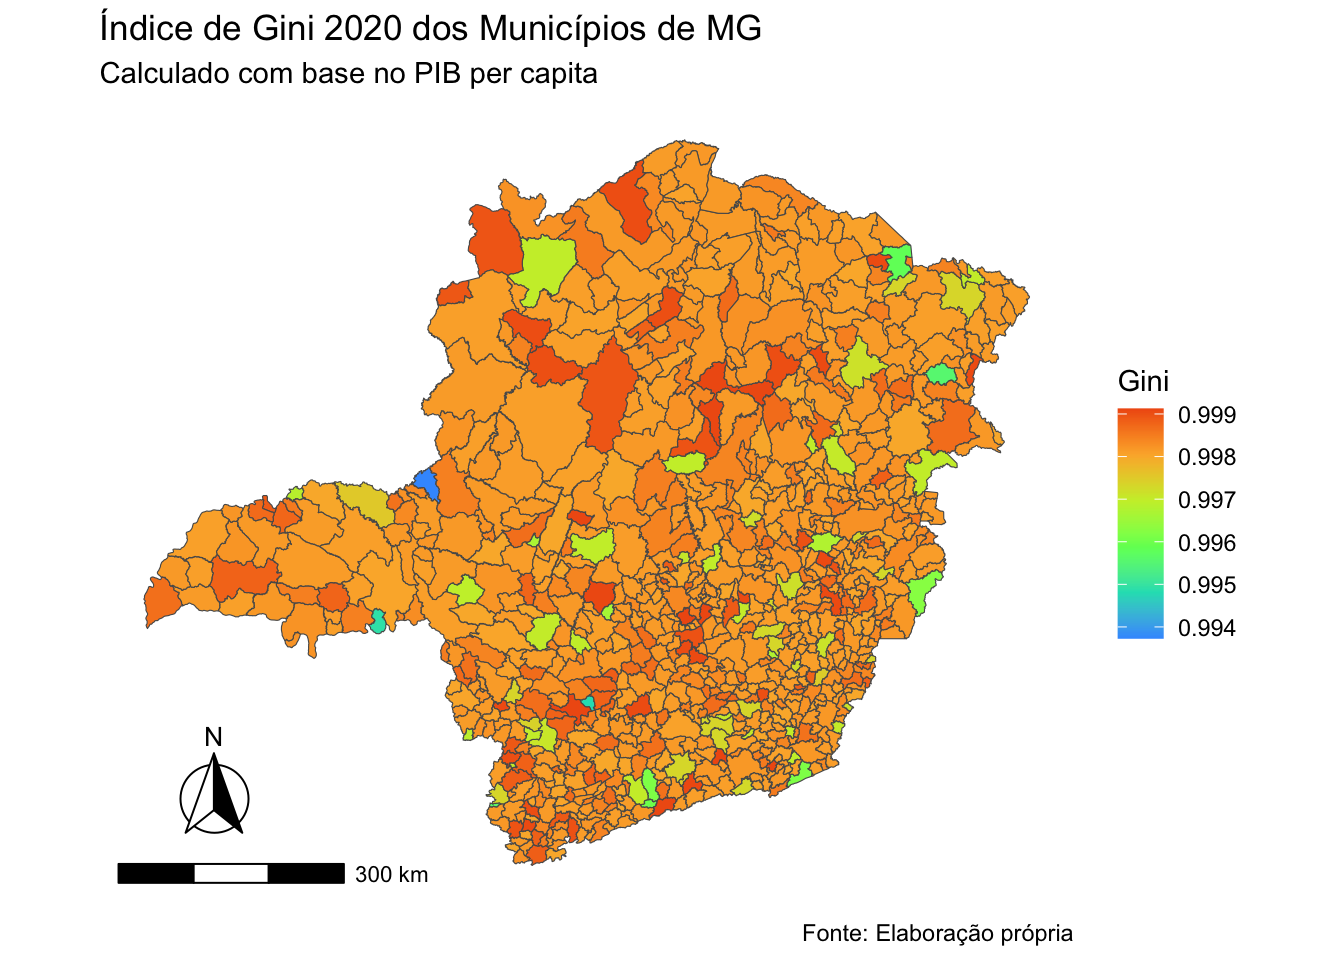 Índice de Gini 2020 dos Municípios de MG
Calculado com base no PIB per capita
Gini
0.999
0.998
0.997
0.996
0.995
0.994
N
300 km
Fonte: Elaboração própria